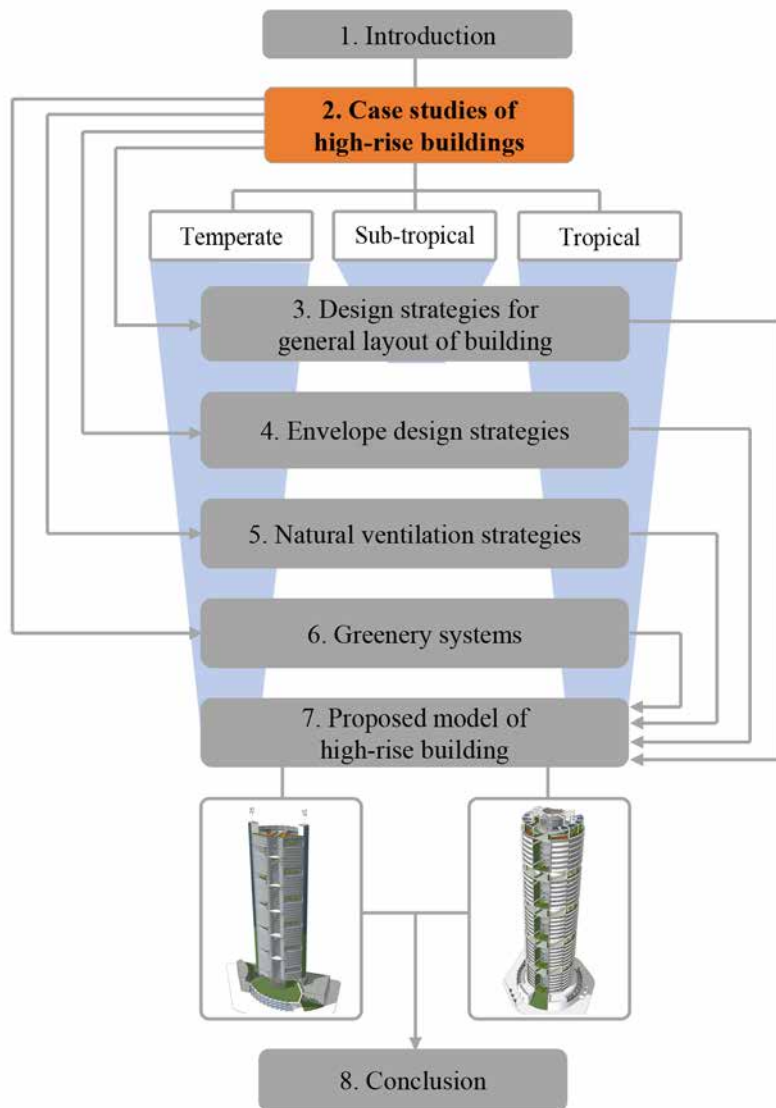 1. Introduction
2. Case studies of
high-rise buildings
Temperate
Sub-tropical
Tropical
3. Design strategies for
general layout of building
4. Envelope design strategies
5. Natural ventilation strategies
6. Greenery systems
7. Proposed model of
high-rise building
8. Conclusion